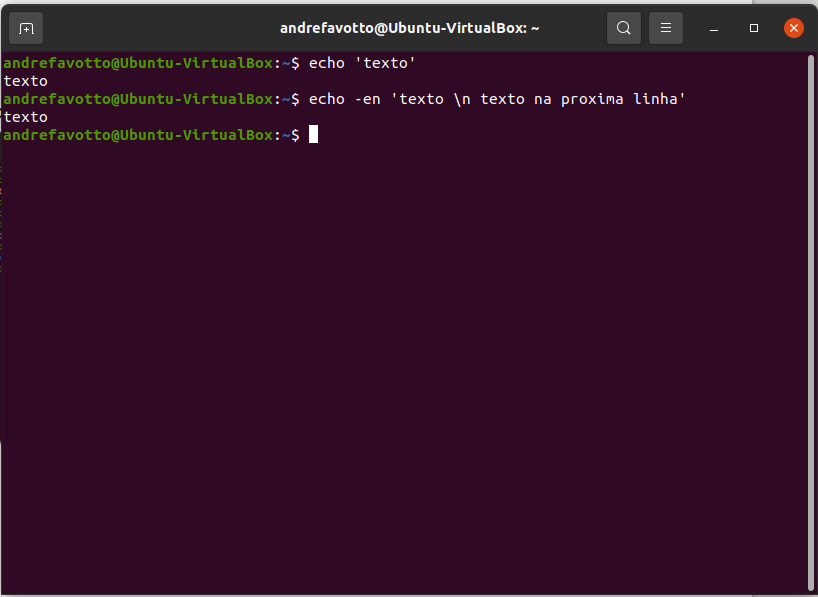 andrefavotto@Ubuntu-VirtualBox: ~
andrefavotto@Ubuntu-VirtualBox:~$ echo 'texto'
texto
andrefavotto@Ubuntu-VirtualBox:~$ echo -en 'texto \n texto na proxima linha'
texto
andrefavotto@Ubuntu-VirtualBox:~$